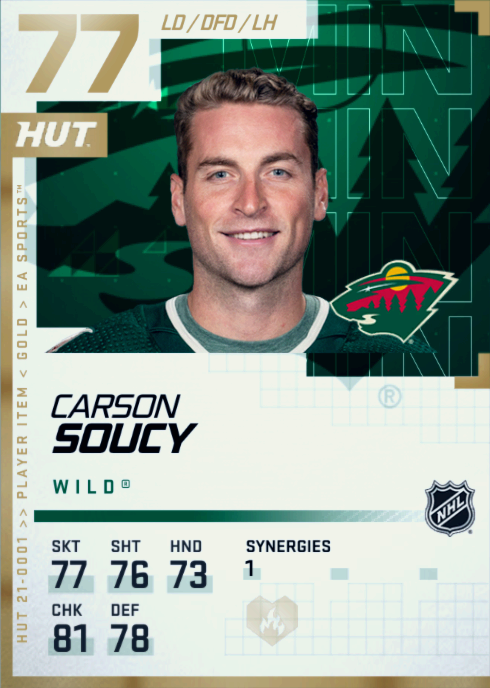 77
LD / DFD / LH
MIN
MIN
MIN
MIN
HUT
HUT 21-0001 >> PLAYER ITEM < GOLD > EA SPORTS™
®
CARSON
SOUCY
WILD®
NHL
SKT SHT HND SYNERGIES
77 76 73 1
CHK DEF
81 78